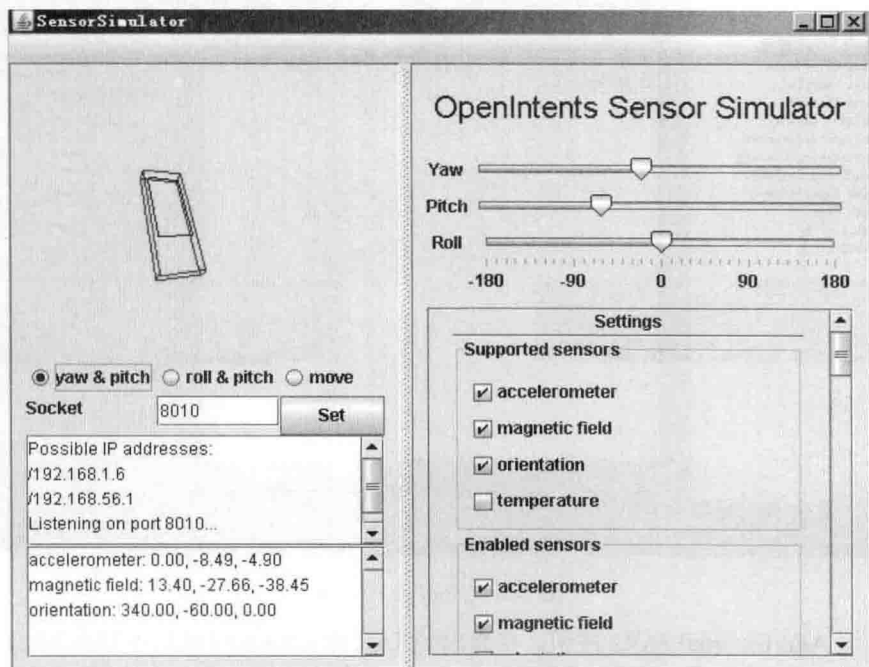 SensorSimulator
OpenIntents Sensor Simulator
Yaw
Pitch
Roll
-180 -90 0 90 180
Settings
Supported sensors
accelerometer
magnetic field
orientation
temperature
Enabled sensors
accelerometer
magnetic field
yaw & pitch roll & pitch move
Socket 8010 Set
Possible IP addresses:
/192.168.1.6
/192.168.56.1
Listening on port 8010...
accelerometer: 0.00, -8.49, -4.90
magnetic field: 13.40, -27.66, -38.45
orientation: 340.00, -60.00, 0.00